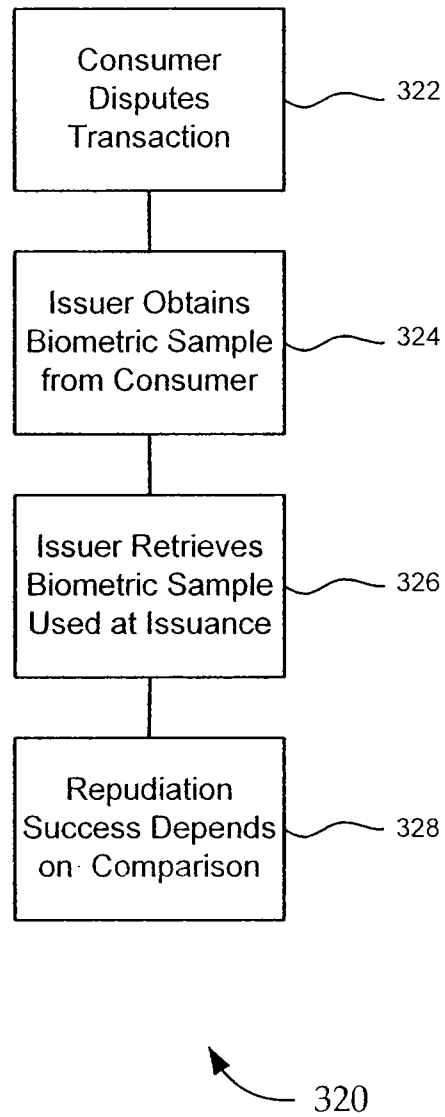 Consumer
Disputes
Transaction
322
Issuer Obtains
Biometric Sample
from Consumer
324
Issuer Retrieves
Biometric Sample
Used at Issuance
326
Repudiation
Success Depends
on Comparison
328
320